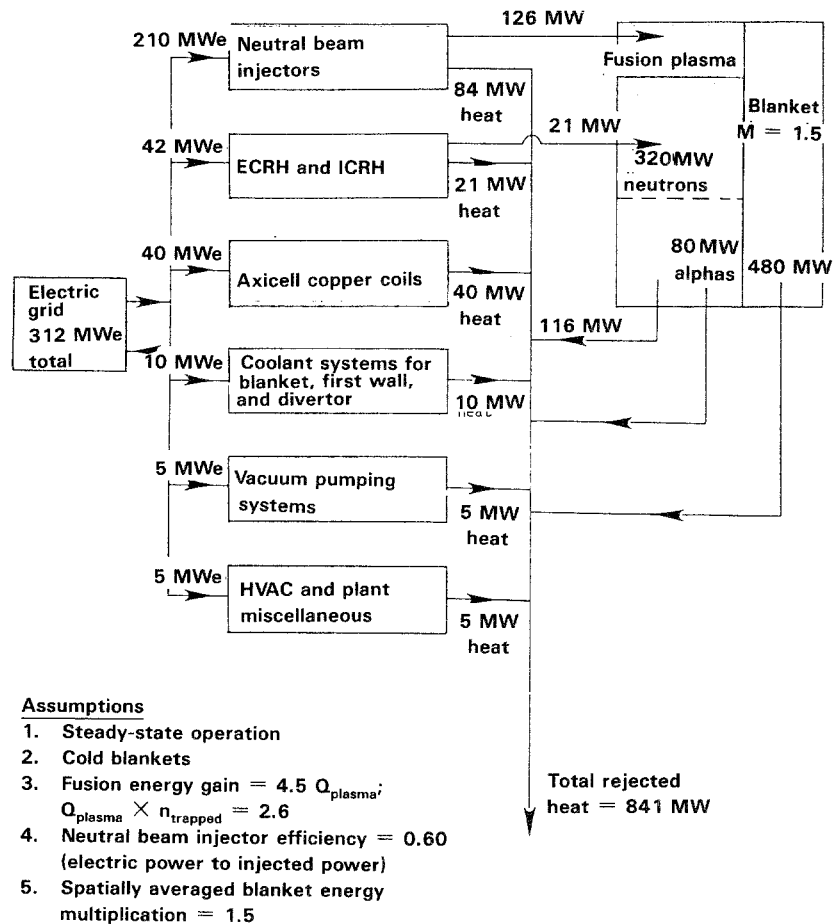 126 MW
210 MWe
Neutral beam
injectors
Fusion plasma
84 MW
heat
Blanket
M = 1.5
42 MWe
21 MW
ECRH and ICRH
320 MW
neutrons
21 MW
heat
40 MWe
80 MW
alphas
480 MW
Axicell copper coils
Electric
grid
312 MWe
total
40 MW
heat
116 MW
10 MWe
Coolant systems for
blanket, first wall,
and divertor
10 MW
heat
5 MWe
Vacuum pumping
systems
5 MW
heat
5 MWe
HVAC and plant
miscellaneous
5 MW
heat
Assumptions
1. Steady-state operation
2. Cold blankets
3. Fusion energy gain = 4.5 Qplasma;
Qplasma × ntrapped = 2.6
4. Neutral beam injector efficiency = 0.60
(electric power to injected power)
5. Spatially averaged blanket energy
multiplication = 1.5
Total rejected
heat = 841 MW